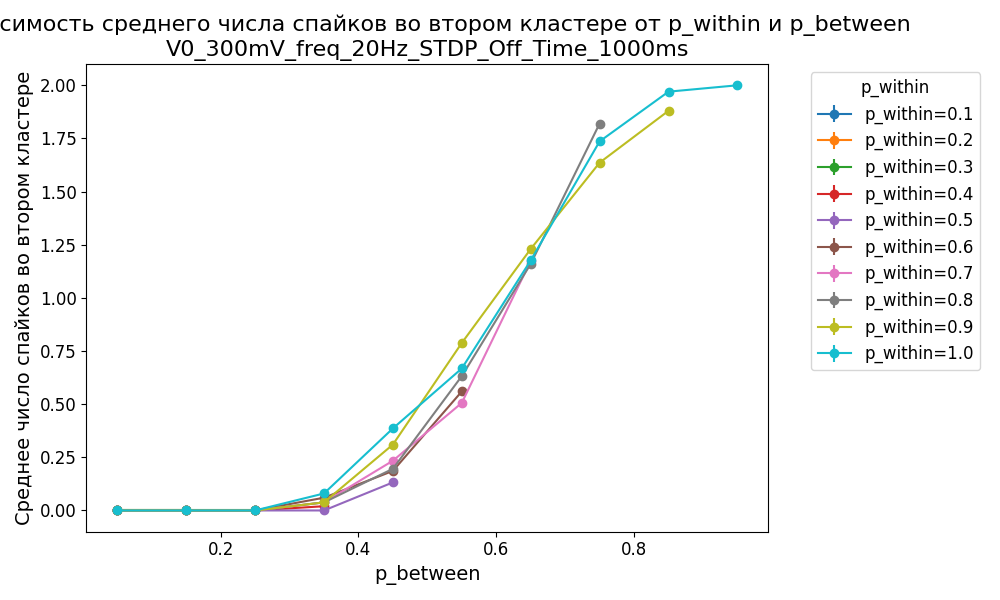 симость среднего числа спайков во втором кластере от p_within и p_between
V0_300mV_freq_20Hz_STDP_Off_Time_1000ms
Среднее число спайков во втором кластере
2.00
1.75
1.50
1.25
1.00
0.75
0.50
0.25
0.00
0.2
0.4
0.6
0.8
p_between
p_within
p_within=0.1
p_within=0.2
p_within=0.3
p_within=0.4
p_within=0.5
p_within=0.6
p_within=0.7
p_within=0.8
p_within=0.9
p_within=1.0